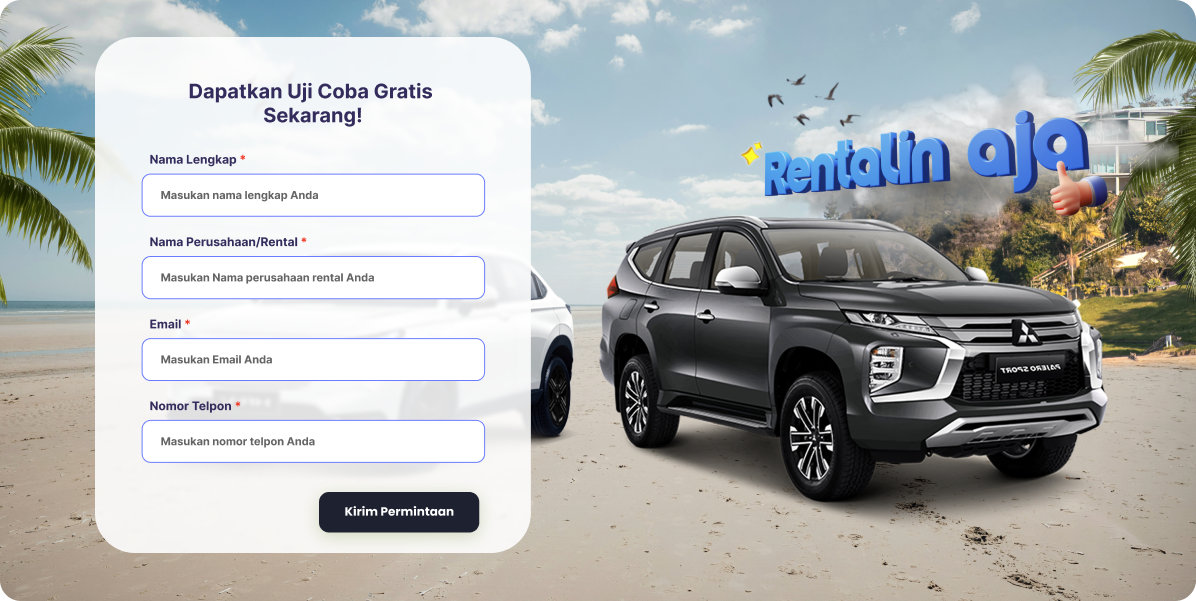 Dapatkan Uji Coba Gratis
Sekarang!
Nama Lengkap *
Masukan nama lengkap Anda
Nama Perusahaan/Rental *
Masukan Nama perusahaan rental Anda
Email *
Masukan Email Anda
Nomor Telpon *
Masukan nomor telpon Anda
Kirim Permintaan
Rentalin aja
PAJERO SPORT